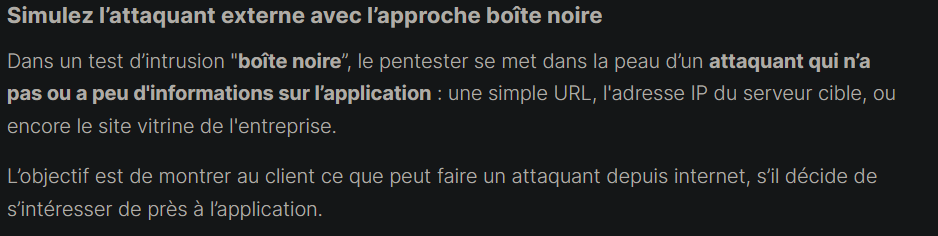 Simulez l’attaquant externe avec l’approche boîte noire
Dans un test d’intrusion "boîte noire”, le pentester se met dans la peau d’un attaquant qui n’a
pas ou a peu d'informations sur l’application : une simple URL, l'adresse IP du serveur cible, ou
encore le site vitrine de l'entreprise.
L’objectif est de montrer au client ce que peut faire un attaquant depuis internet, s’il décide de
s’intéresser de près à l’application.